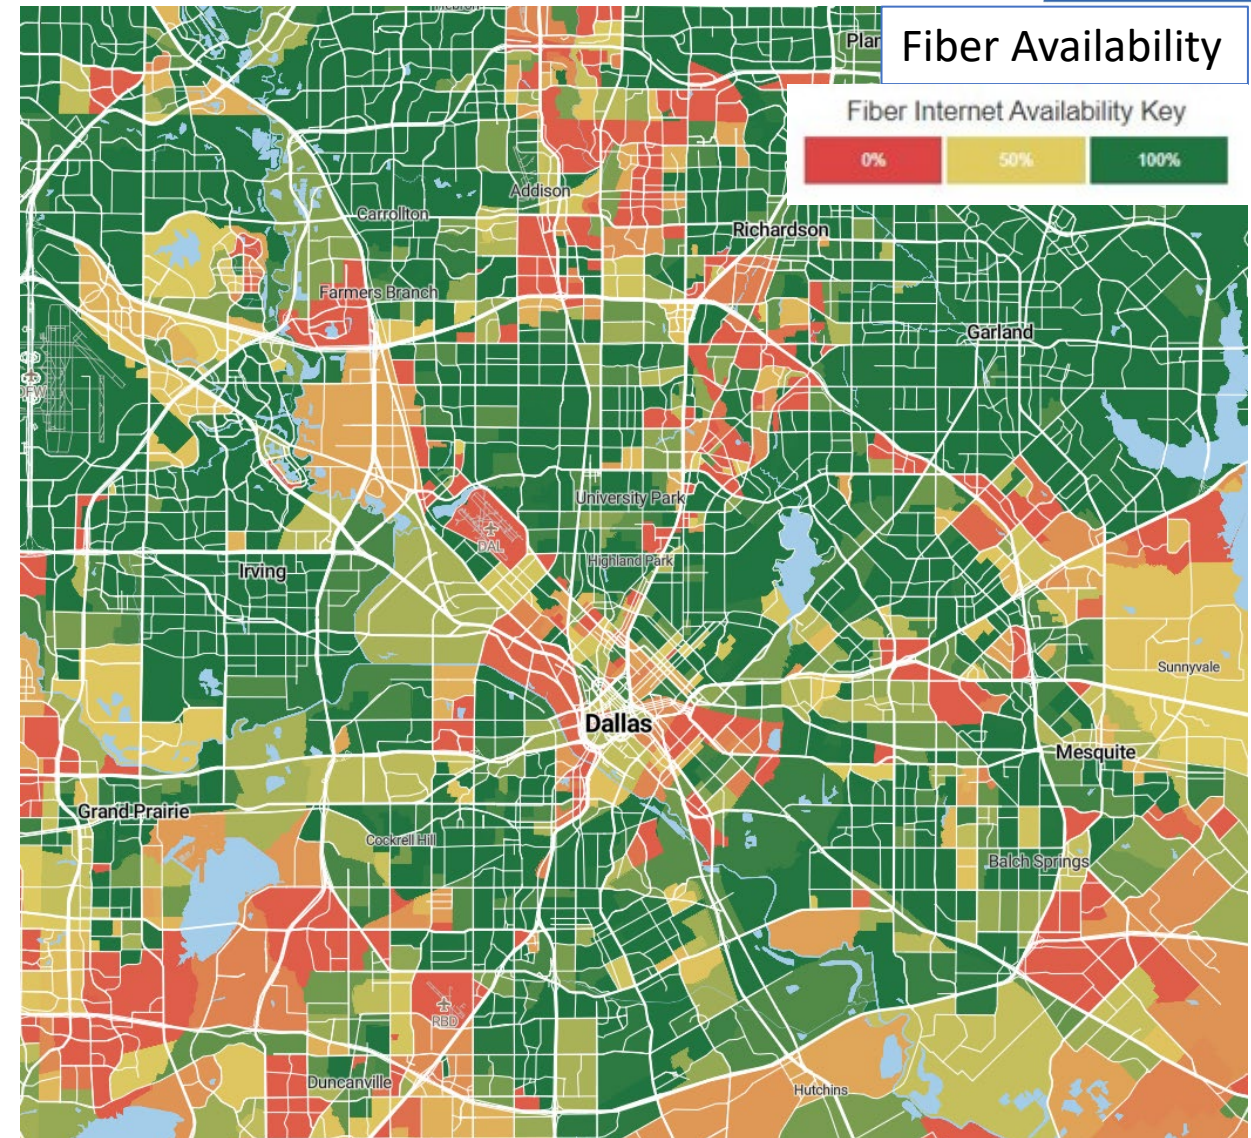 Fiber Availability
Fiber Internet Availability Key
0%
50%
100%
Addison
Carrollton
Richardson
Farmers Branch
Garland
University Park
DAL
Highland Park
Irving
Sunnyvale
Dallas
Mesquite
Grand Prairie
Cockrell Hill
Balch Springs
RBD
Duncanville
Hutchins